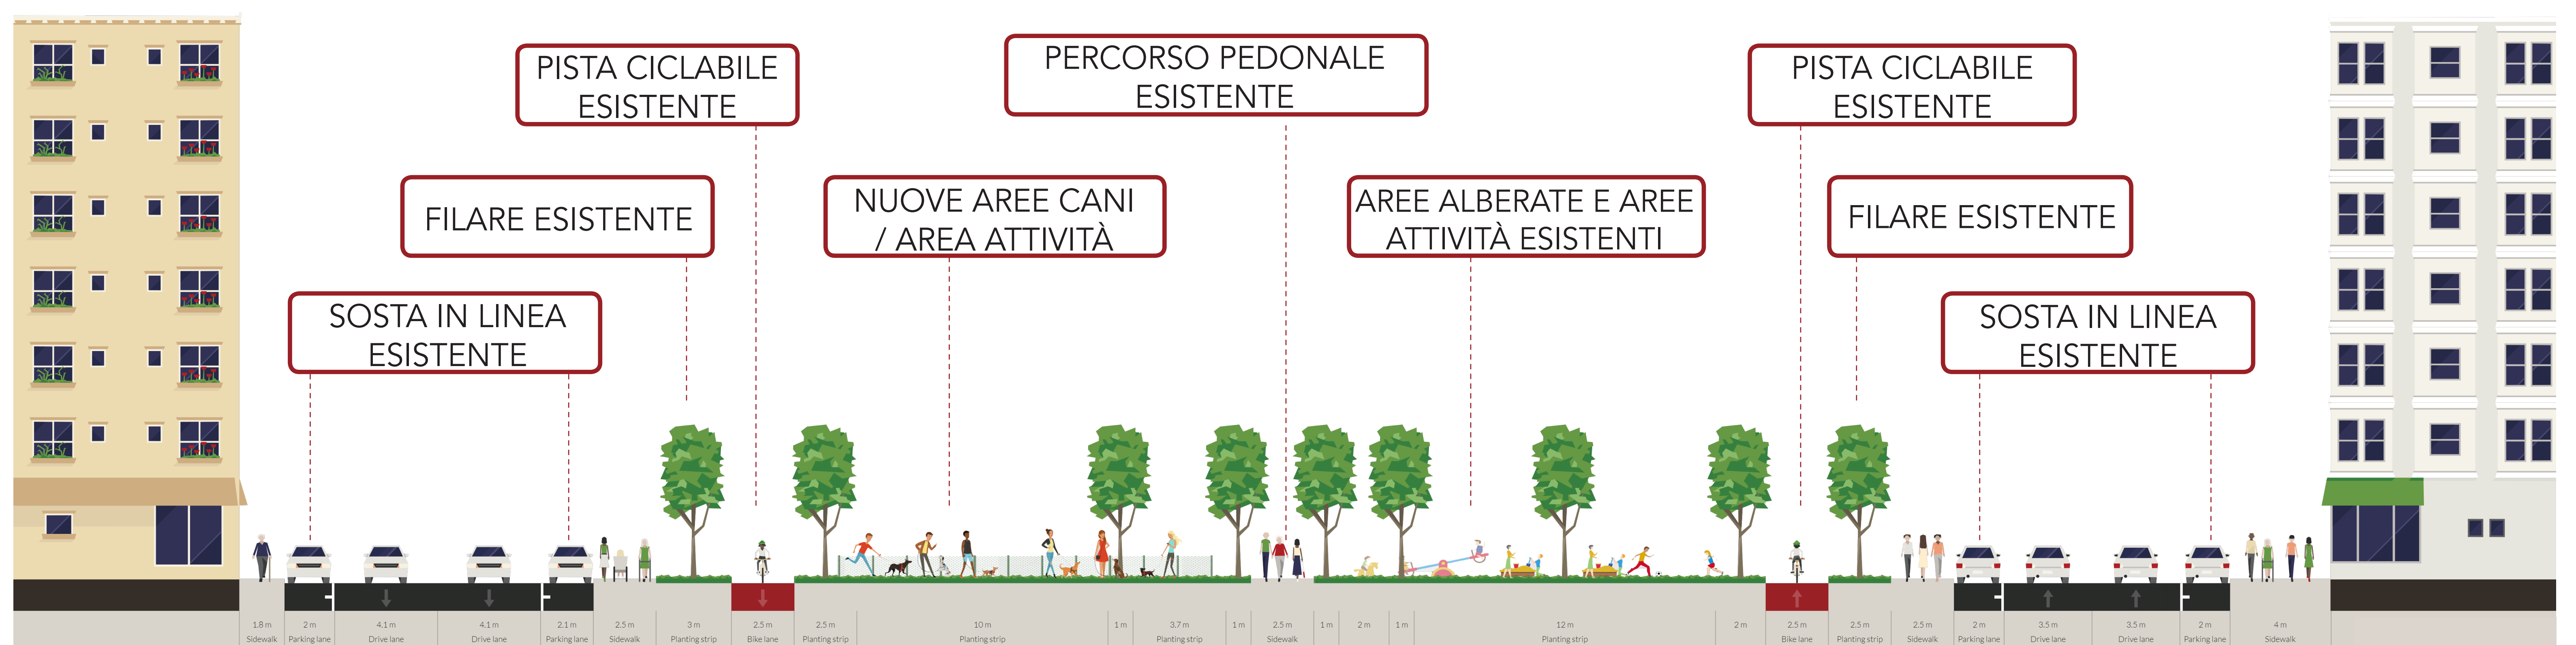 PISTA CICLABILE
ESISTENTE
PERCORSO PEDONALE
ESISTENTE
PISTA CICLABILE
ESISTENTE
FILARE ESISTENTE
NUOVE AREE CANI
/ AREA ATTIVITÀ
AREE ALBERATE E AREE
ATTIVITÀ ESISTENTI
FILARE ESISTENTE
SOSTA IN LINEA
ESISTENTE
SOSTA IN LINEA
ESISTENTE
1.8 m
Sidewalk
2 m
Parking lane
4.1 m
Drive lane
4.1 m
Drive lane
2.1 m
Parking lane
2.5 m
Sidewalk
3 m
Planting strip
2.5 m
Bike lane
2.5 m
Planting strip
10 m
Planting strip
1 m
3.7 m
Planting strip
1 m
2.5 m
Sidewalk
1 m
2 m
1 m
12 m
Planting strip
2 m
2.5 m
Bike lane
2.5 m
Planting strip
2.5 m
Sidewalk
2 m
Parking lane
3.5 m
Drive lane
3.5 m
Drive lane
2 m
Parking lane
4 m
Sidewalk